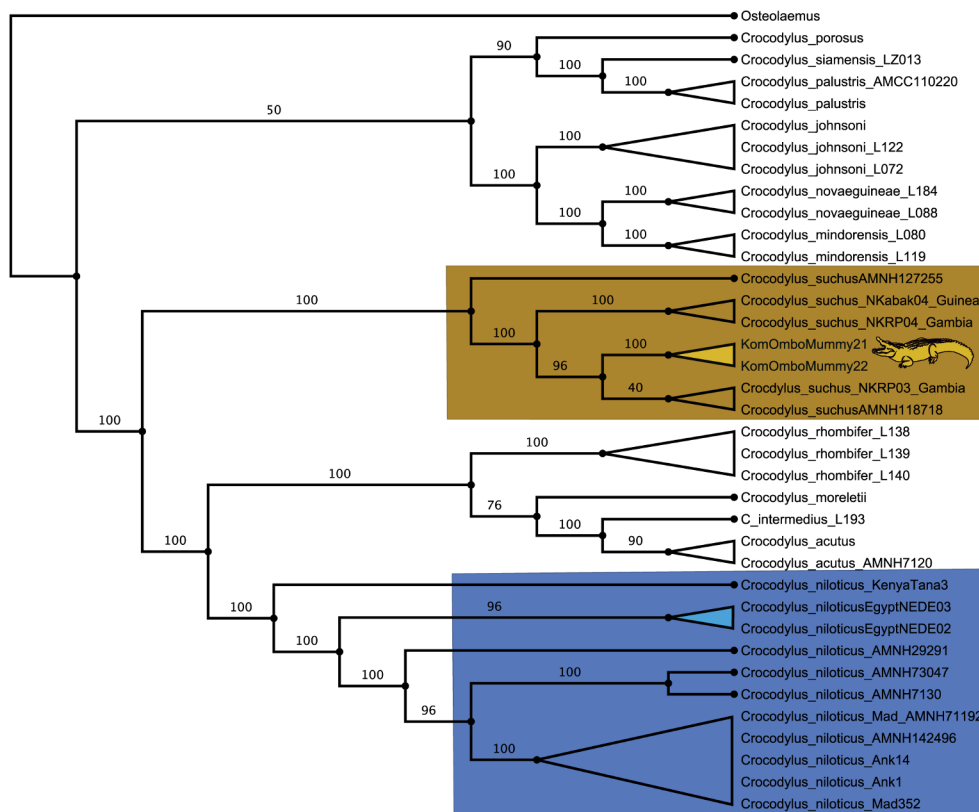 Osteolaemus
Crocodylus_porosus
90
Crocodylus_siamensis_LZ013
100
Crocodylus_palustris_AMCC110220
100
Crocodylus_palustris
50
Crocodylus_johnsoni
100
Crocodylus_johnsoni_L122
Crocodylus_johnsoni_L072
100
Crocodylus_novaeguineae_L184
100
Crocodylus_novaeguineae_L088
100
Crocodylus_mindorensis_L080
100
Crocodylus_mindorensis_L119
Crocodylus_suchusAMNH127255
100
Crocodylus_suchus_NKabak04_Guinea
100
Crocodylus_suchus_NKRP04_Gambia
100
KomOmboMummy21
100
KomOmboMummy22
96
Crocdylus_suchus_NKRP03_Gambia
40
Crocodylus_suchusAMNH118718
100
Crocodylus_rhombifer_L138
100
Crocodylus_rhombifer_L139
Crocodylus_rhombifer_L140
100
Crocodylus_moreletii
76
C_intermedius_L193
100
Crocodylus_acutus
90
Crocodylus_acutus_AMNH7120
100
Crocodylus_niloticus_KenyaTana3
100
Crocodylus_niloticusEgyptNEDE03
96
Crocodylus_niloticusEgyptNEDE02
100
Crocodylus_niloticus_AMNH29291
100
Crocodylus_niloticus_AMNH73047
100
Crocodylus_niloticus_AMNH7130
96
Crocodylus_niloticus_Mad_AMNH71192
Crocodylus_niloticus_AMNH142496
100
Crocodylus_niloticus_Ank14
Crocodylus_niloticus_Ank1
Crocodylus_niloticus_Mad352